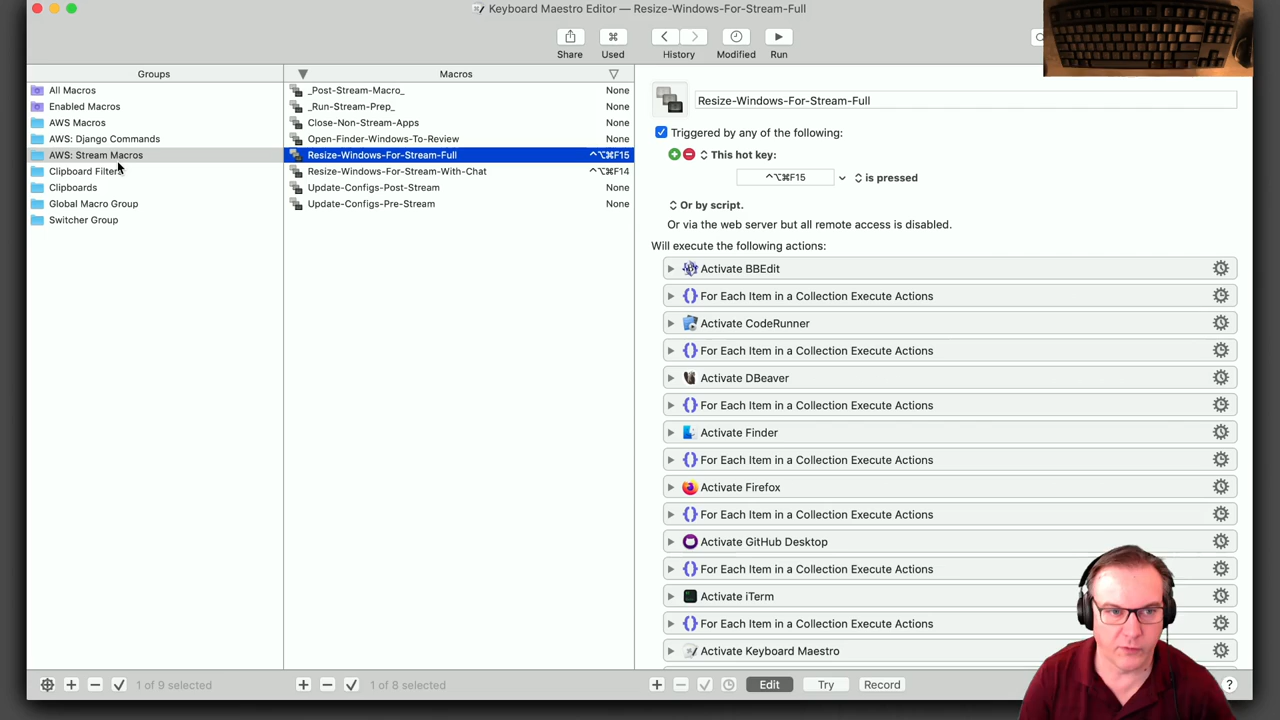 Keyboard Maestro Editor — Resize-Windows-For-Stream-Full
Share
Used
History
Modified
Run
Groups
All Macros
Enabled Macros
AWS Macros
AWS: Django Commands
AWS: Stream Macros
Clipboard Filters
Clipboards
Global Macro Group
Switcher Group
Macros
_Post-Stream-Macro_ None
_Run-Stream-Prep_ None
Close-Non-Stream-Apps None
Open-Finder-Windows-To-Review None
Resize-Windows-For-Stream-Full ^⌥⌘F15
Resize-Windows-For-Stream-With-Chat ^⌥⌘F14
Update-Configs-Post-Stream None
Update-Configs-Pre-Stream None
Resize-Windows-For-Stream-Full
Triggered by any of the following:
This hot key:
^⌥⌘F15 is pressed
Or by script.
Or via the web server but all remote access is disabled.
Will execute the following actions:
Activate BBEdit
For Each Item in a Collection Execute Actions
Activate CodeRunner
For Each Item in a Collection Execute Actions
Activate DBeaver
For Each Item in a Collection Execute Actions
Activate Finder
For Each Item in a Collection Execute Actions
Activate Firefox
For Each Item in a Collection Execute Actions
Activate GitHub Desktop
For Each Item in a Collection Execute Actions
Activate iTerm
For Each Item in a Collection Execute Actions
Activate Keyboard Maestro
1 of 9 selected
1 of 8 selected
Edit
Try
Record
?